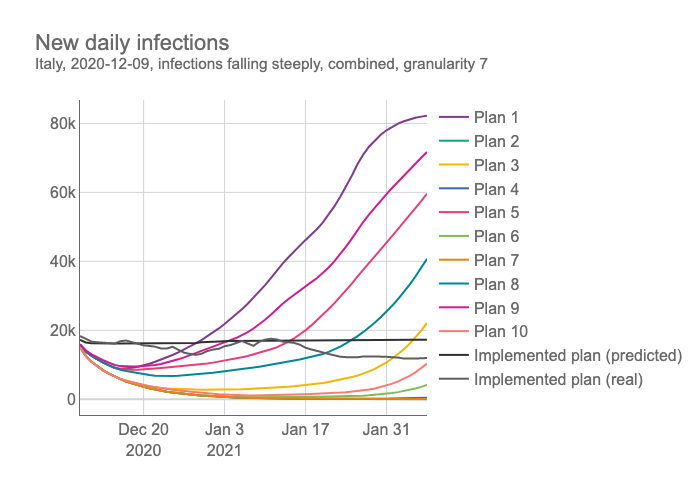 New daily infections
Italy, 2020-12-09, infections falling steeply, combined, granularity 7
80k
60k
40k
20k
0
Dec 20
2020
Jan 3
2021
Jan 17
Jan 31
Plan 1
Plan 2
Plan 3
Plan 4
Plan 5
Plan 6
Plan 7
Plan 8
Plan 9
Plan 10
Implemented plan (predicted)
Implemented plan (real)